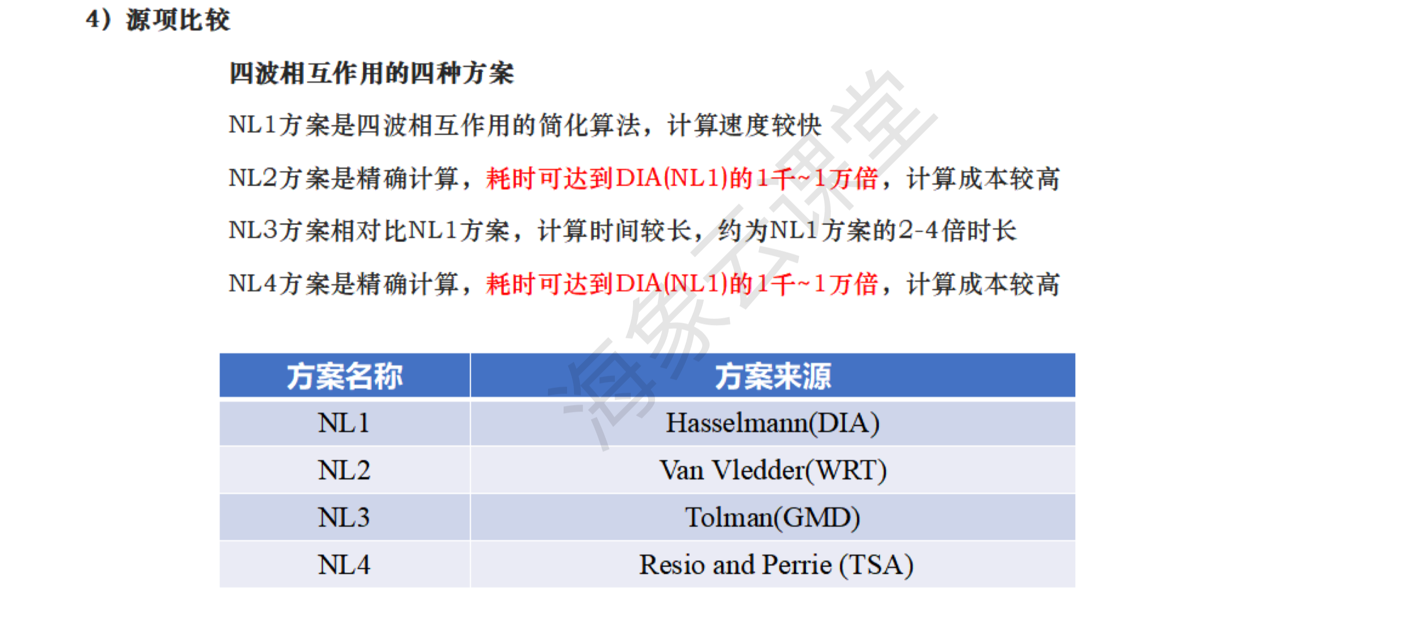 4）源项比较
四波相互作用的四种方案
NL1方案是四波相互作用的简化算法，计算速度较快
NL2方案是精确计算，耗时可达到DIA(NL1)的1千~1万倍，计算成本较高
NL3方案相对比NL1方案，计算时间较长，约为NL1方案的2-4倍时长
NL4方案是精确计算，耗时可达到DIA(NL1)的1千~1万倍，计算成本较高
方案名称 方案来源
NL1 Hasselmann(DIA)
NL2 Van Vledder(WRT)
NL3 Tolman(GMD)
NL4 Resio and Perrie (TSA)
海象云课堂